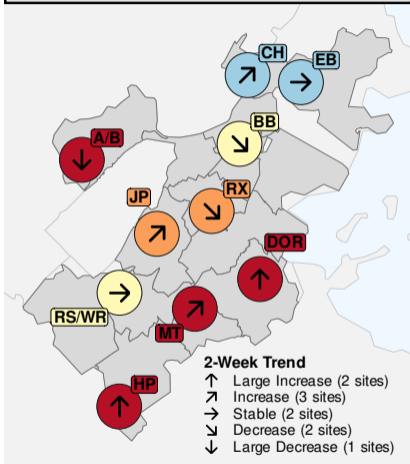 CH
EB
BB
A/B
JP
RX
DOR
RS/WR
MT
HP
2-Week Trend
↑ Large Increase (2 sites)
↗ Increase (3 sites)
→ Stable (2 sites)
↘ Decrease (2 sites)
↓ Large Decrease (1 sites)